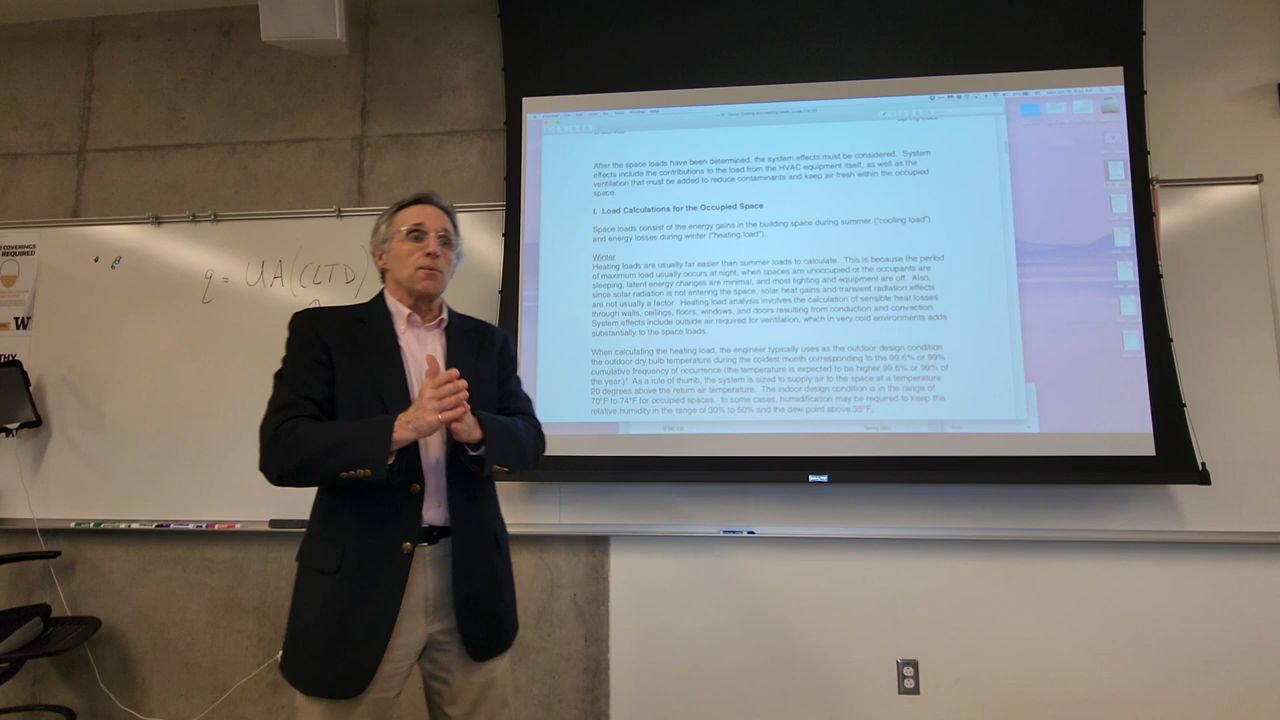 COVERINGS
REQUIRED
W
THY
q = UA(CLTD)
After the space loads have been determined, the system effects must be considered. System
effects include the contributions to the load from the HVAC equipment itself, as well as the
ventilation that must be added to reduce contaminants and keep air fresh within the occupied
space.
I. Load Calculations for the Occupied Space
Space loads consist of the energy gains in the building space during summer ("cooling load")
and energy losses during winter ("heating load").
Winter
Heating loads are usually far easier than summer loads to calculate. This is because the period
of maximum load usually occurs at night, when spaces are unoccupied or the occupants are
sleeping, latent energy changes are minimal, and most lighting and equipment are off. Also,
since solar radiation is not entering the space, solar heat gains and transient radiation effects
are not usually a factor. Heating load analysis involves the calculation of sensible heat losses
through walls, ceilings, floors, windows, and doors resulting from conduction and convection.
System effects include outside air required for ventilation, which in very cold environments adds
substantially to the space loads.
When calculating the heating load, the engineer typically uses as the outdoor design condition
the outdoor dry bulb temperature during the coldest month corresponding to the 99.6% or 99%
cumulative frequency of occurrence (the temperature is expected to be higher 99.6% or 99% of
the year.)¹ As a rule of thumb, the system is sized to supply air to the space at a temperature
20 degrees above the return air temperature. The indoor design condition is in the range of
70°F to 74°F for occupied spaces. In some cases, humidification may be required to keep the
relative humidity in the range of 30% to 50% and the dew point above 35°F.